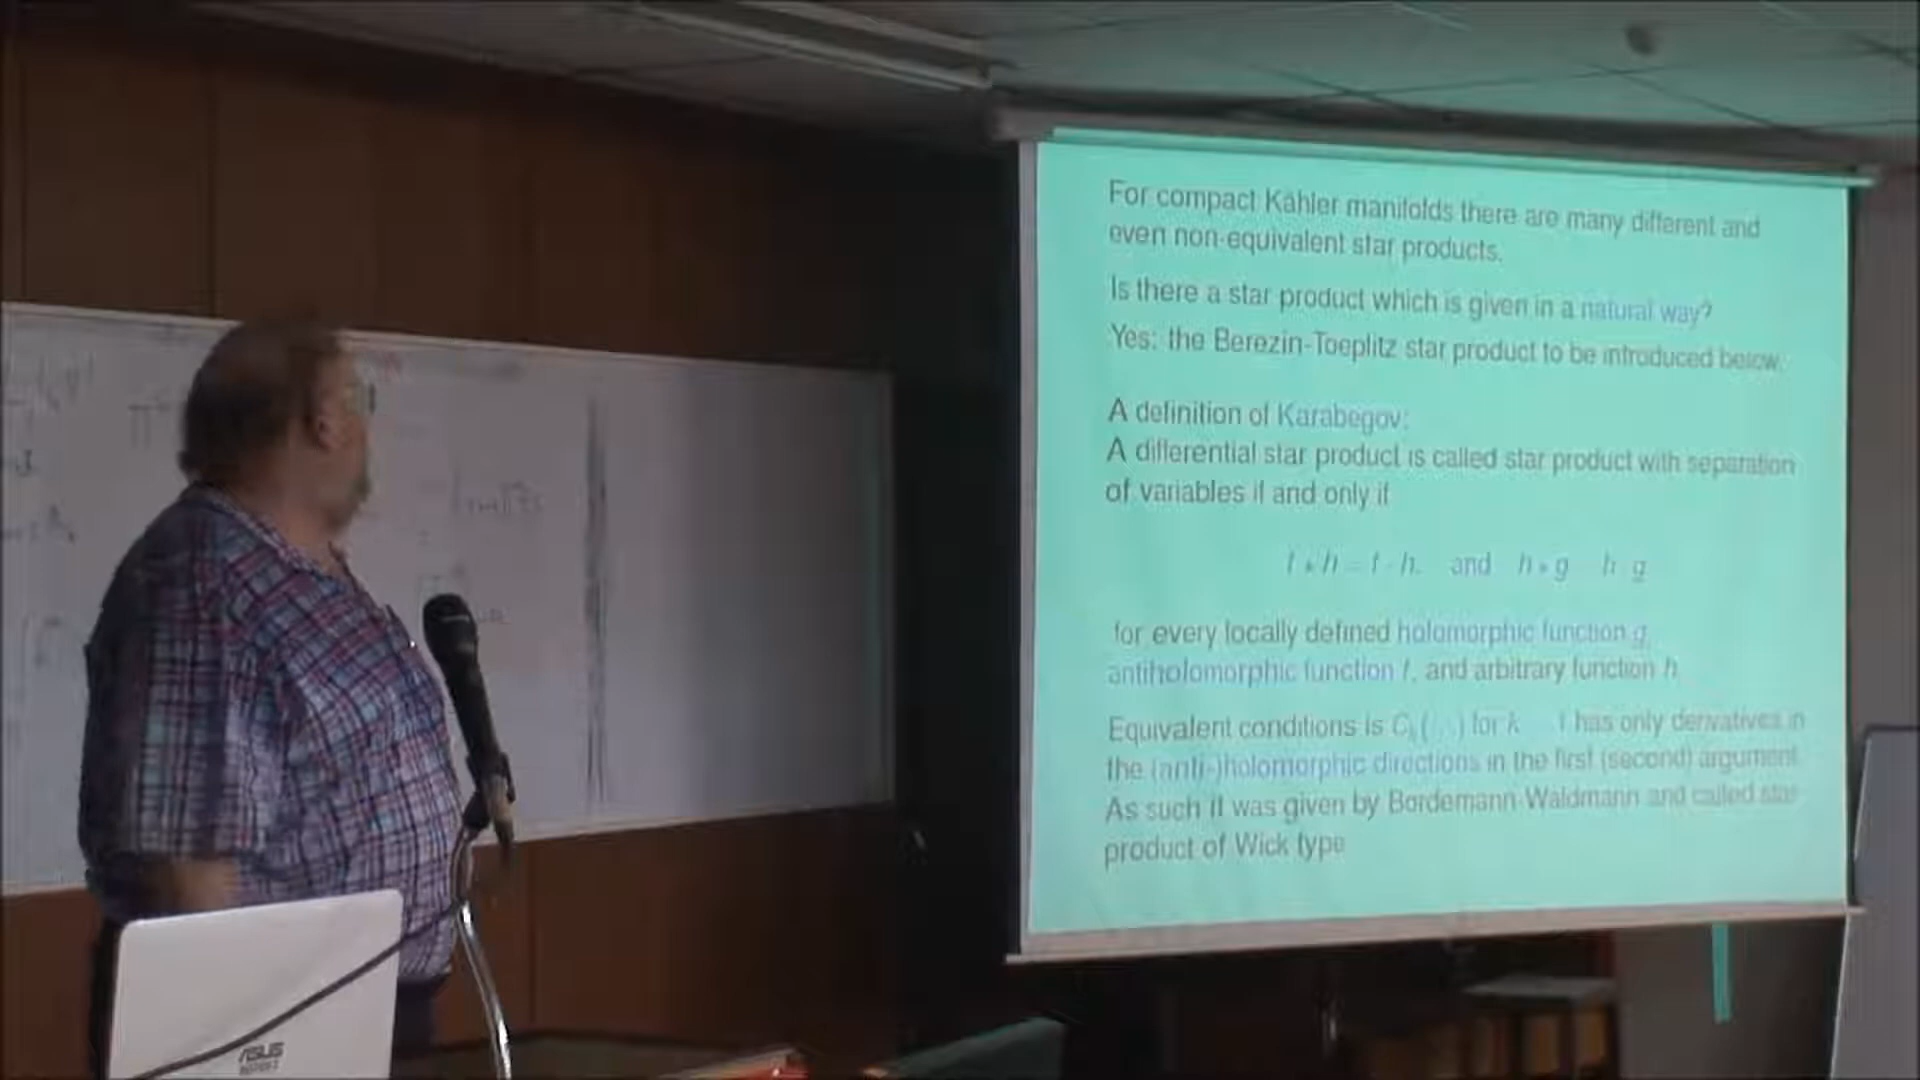 For compact Kähler manifolds there are many different and
even non-equivalent star products.
Is there a star product which is given in a natural way?
Yes: the Berezin-Toeplitz star product to be introduced below.
A definition of Karabegov:
A differential star product is called star product with separation
of variables if and only if
f ⋆ h = f · h, and h ⋆ g = h · g
for every locally defined holomorphic function g,
antiholomorphic function f, and arbitrary function h
Equivalent conditions is C_k(., .) for k has only derivatives in
the (anti-)holomorphic directions in the first (second) argument.
As such it was given by Bordemann-Waldmann and called star
product of Wick type
ASUS